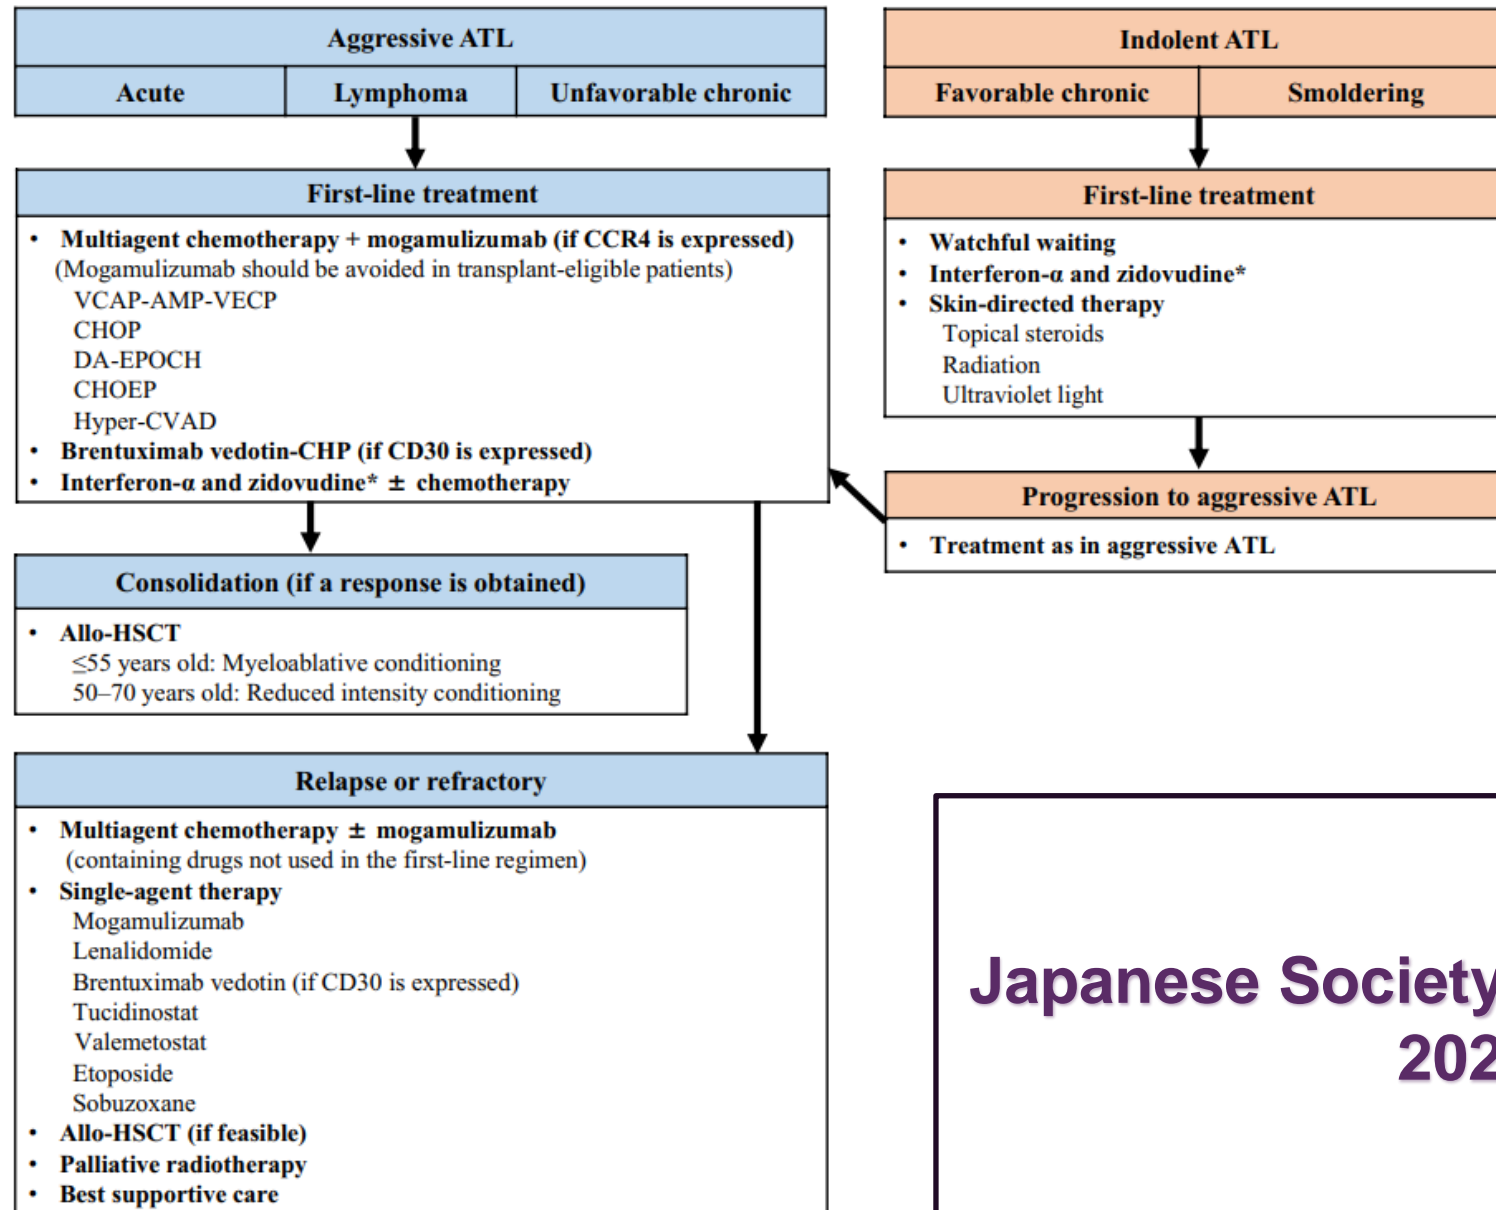 Aggressive ATL
Acute
Lymphoma
Unfavorable chronic
First-line treatment
• Multiagent chemotherapy + mogamulizumab (if CCR4 is expressed)
(Mogamulizumab should be avoided in transplant-eligible patients)
VCAP-AMP-VECP
CHOP
DA-EPOCH
CHOEP
Hyper-CVAD
• Brentuximab vedotin-CHP (if CD30 is expressed)
• Interferon-α and zidovudine* ± chemotherapy
Consolidation (if a response is obtained)
• Allo-HSCT
≤55 years old: Myeloablative conditioning
50–70 years old: Reduced intensity conditioning
Relapse or refractory
• Multiagent chemotherapy ± mogamulizumab
(containing drugs not used in the first-line regimen)
• Single-agent therapy
Mogamulizumab
Lenalidomide
Brentuximab vedotin (if CD30 is expressed)
Tucidinostat
Valemetostat
Etoposide
Sobuzoxane
• Allo-HSCT (if feasible)
• Palliative radiotherapy
• Best supportive care
Indolent ATL
Favorable chronic
Smoldering
First-line treatment
• Watchful waiting
• Interferon-α and zidovudine*
• Skin-directed therapy
Topical steroids
Radiation
Ultraviolet light
Progression to aggressive ATL
• Treatment as in aggressive ATL
Japanese Society
202